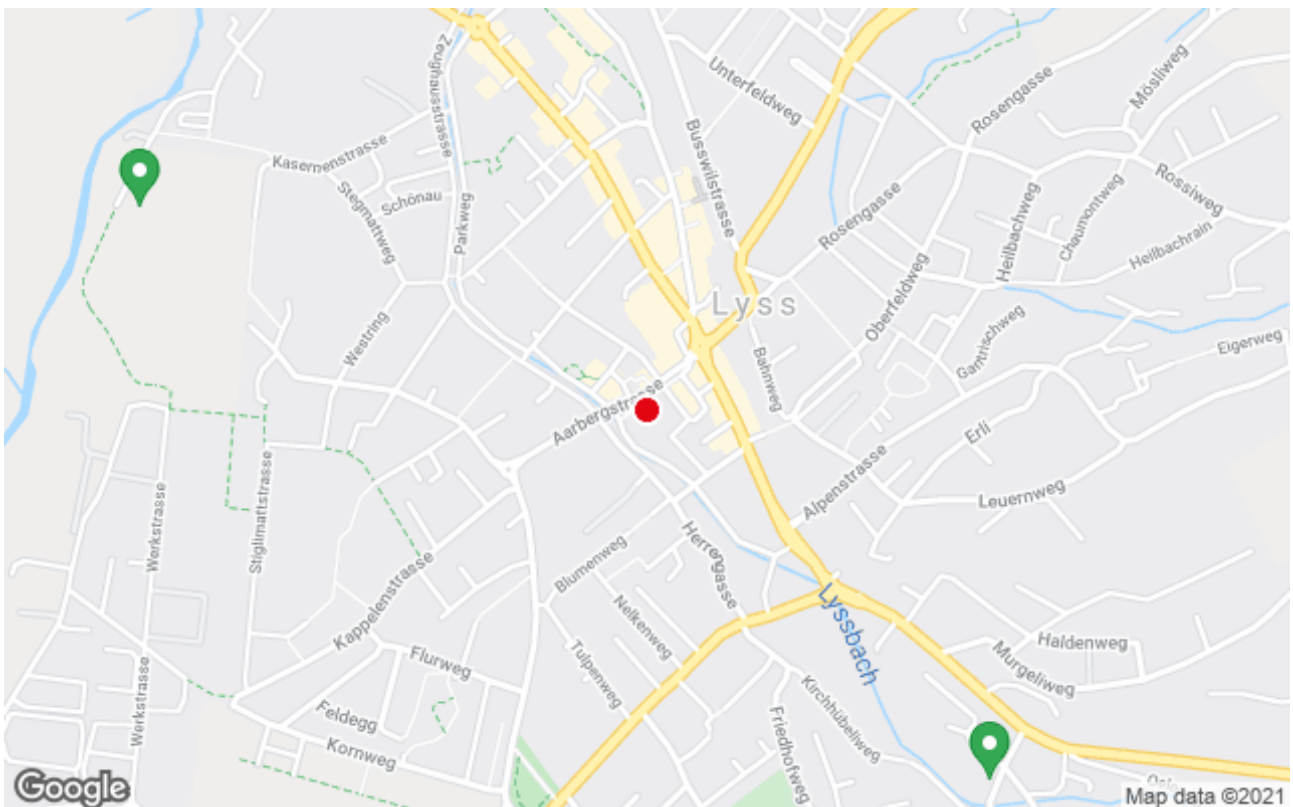 Zeughausstrasse
Unterfeldweg
Mösliweg
Rosengasse
Busswilstrasse
Kasernenstrasse
Rossiweg
Stegmattweg
Schönau
Chaumontweg
Rosengasse
Parkweg
Heilbachweg
Heilbachrain
Lyss
Oberfeldweg
Westring
Gantrischweg
Bahnweg
Eigerweg
Aarbergstrasse
Erli
Alpenstrasse
Leuernweg
Werkstrasse
Stiglimattstrasse
Herrengasse
Blumenweg
Kappelenstrasse
Lyssbach
Nelkenweg
Haldenweg
Flurweg
Tulpenweg
Murgeliweg
Werkstrasse
Kirchhübeliweg
Friedhofweg
Feldegg
Kornweg
Google
Map data ©2021